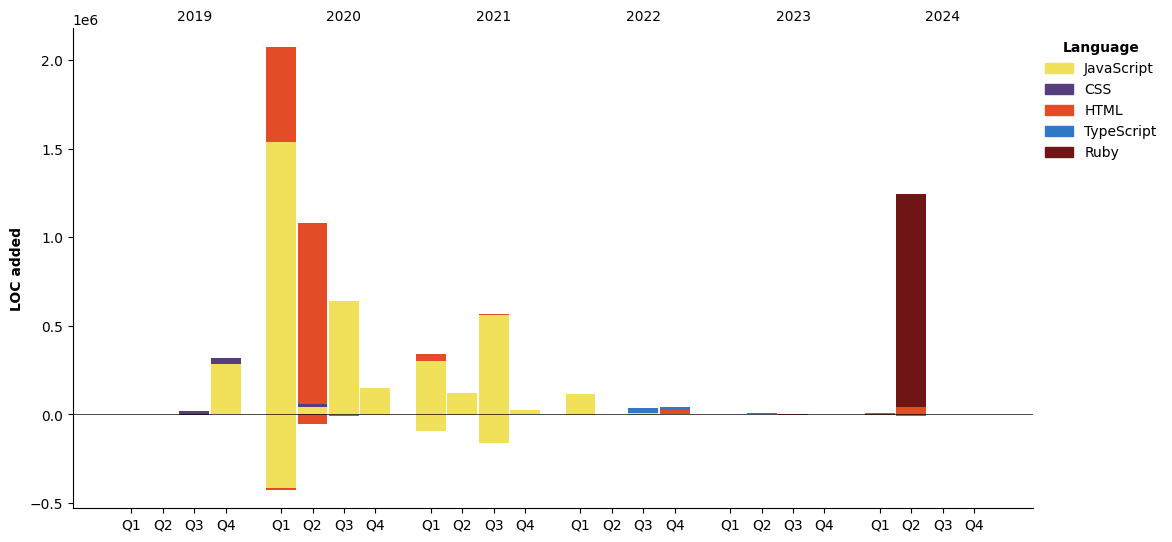 1e6
2019 2020 2021 2022 2023 2024
Language
JavaScript
CSS
HTML
TypeScript
Ruby
LOC added
2.0
1.5
1.0
0.5
0.0
−0.5
Q1 Q2 Q3 Q4 Q1 Q2 Q3 Q4 Q1 Q2 Q3 Q4 Q1 Q2 Q3 Q4 Q1 Q2 Q3 Q4 Q1 Q2 Q3 Q4